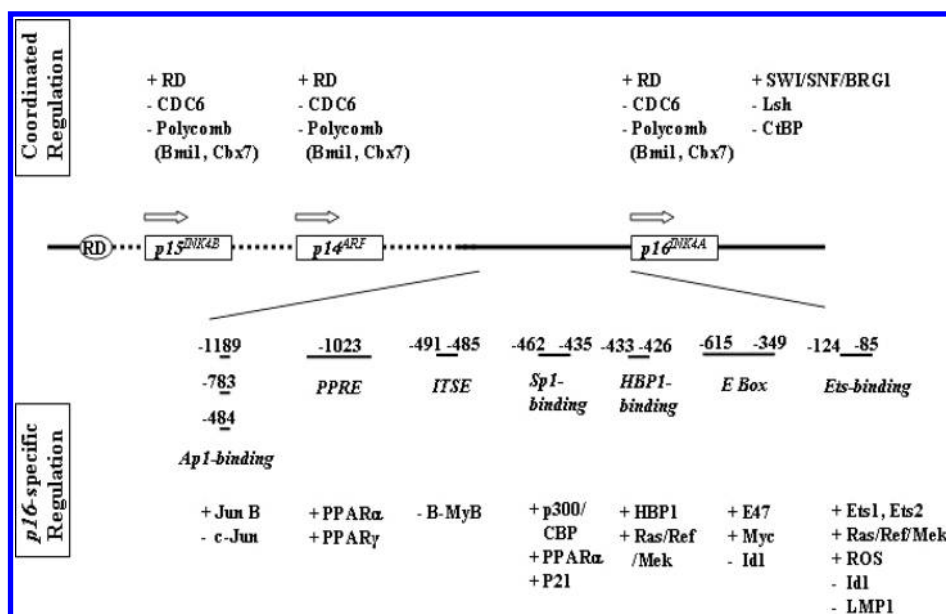 Coordinated
Regulation
+ RD
- CDC6
- Polycomb
(Bmi1, Cbx7)
+ RD
- CDC6
- Polycomb
(Bmi1, Cbx7)
+ RD
- CDC6
- Polycomb
(Bmi1, Cbx7)
+ SWI/SNF/BRG1
- Lsh
- CtBP
RD
p15INK4B
p14ARF
p16INK4A
-1189
-783
-484
Ap1-binding
-1023
PPRE
-491 -485
ITSE
-462 -435
Sp1-
binding
-433 -426
HBP1-
binding
-615 -349
E Box
-124 -85
Ets-binding
p16-specific
Regulation
+ Jun B
- c-Jun
+PPARα
+PPARγ
- B-MyB
+ p300/
CBP
+ PPARα
+ P21
+ HBP1
+ Ras/Ref
/Mek
+ E47
+ Myc
- Id1
+ Ets1, Ets2
+ Ras/Ref/Mek
+ ROS
- Id1
- LMP1